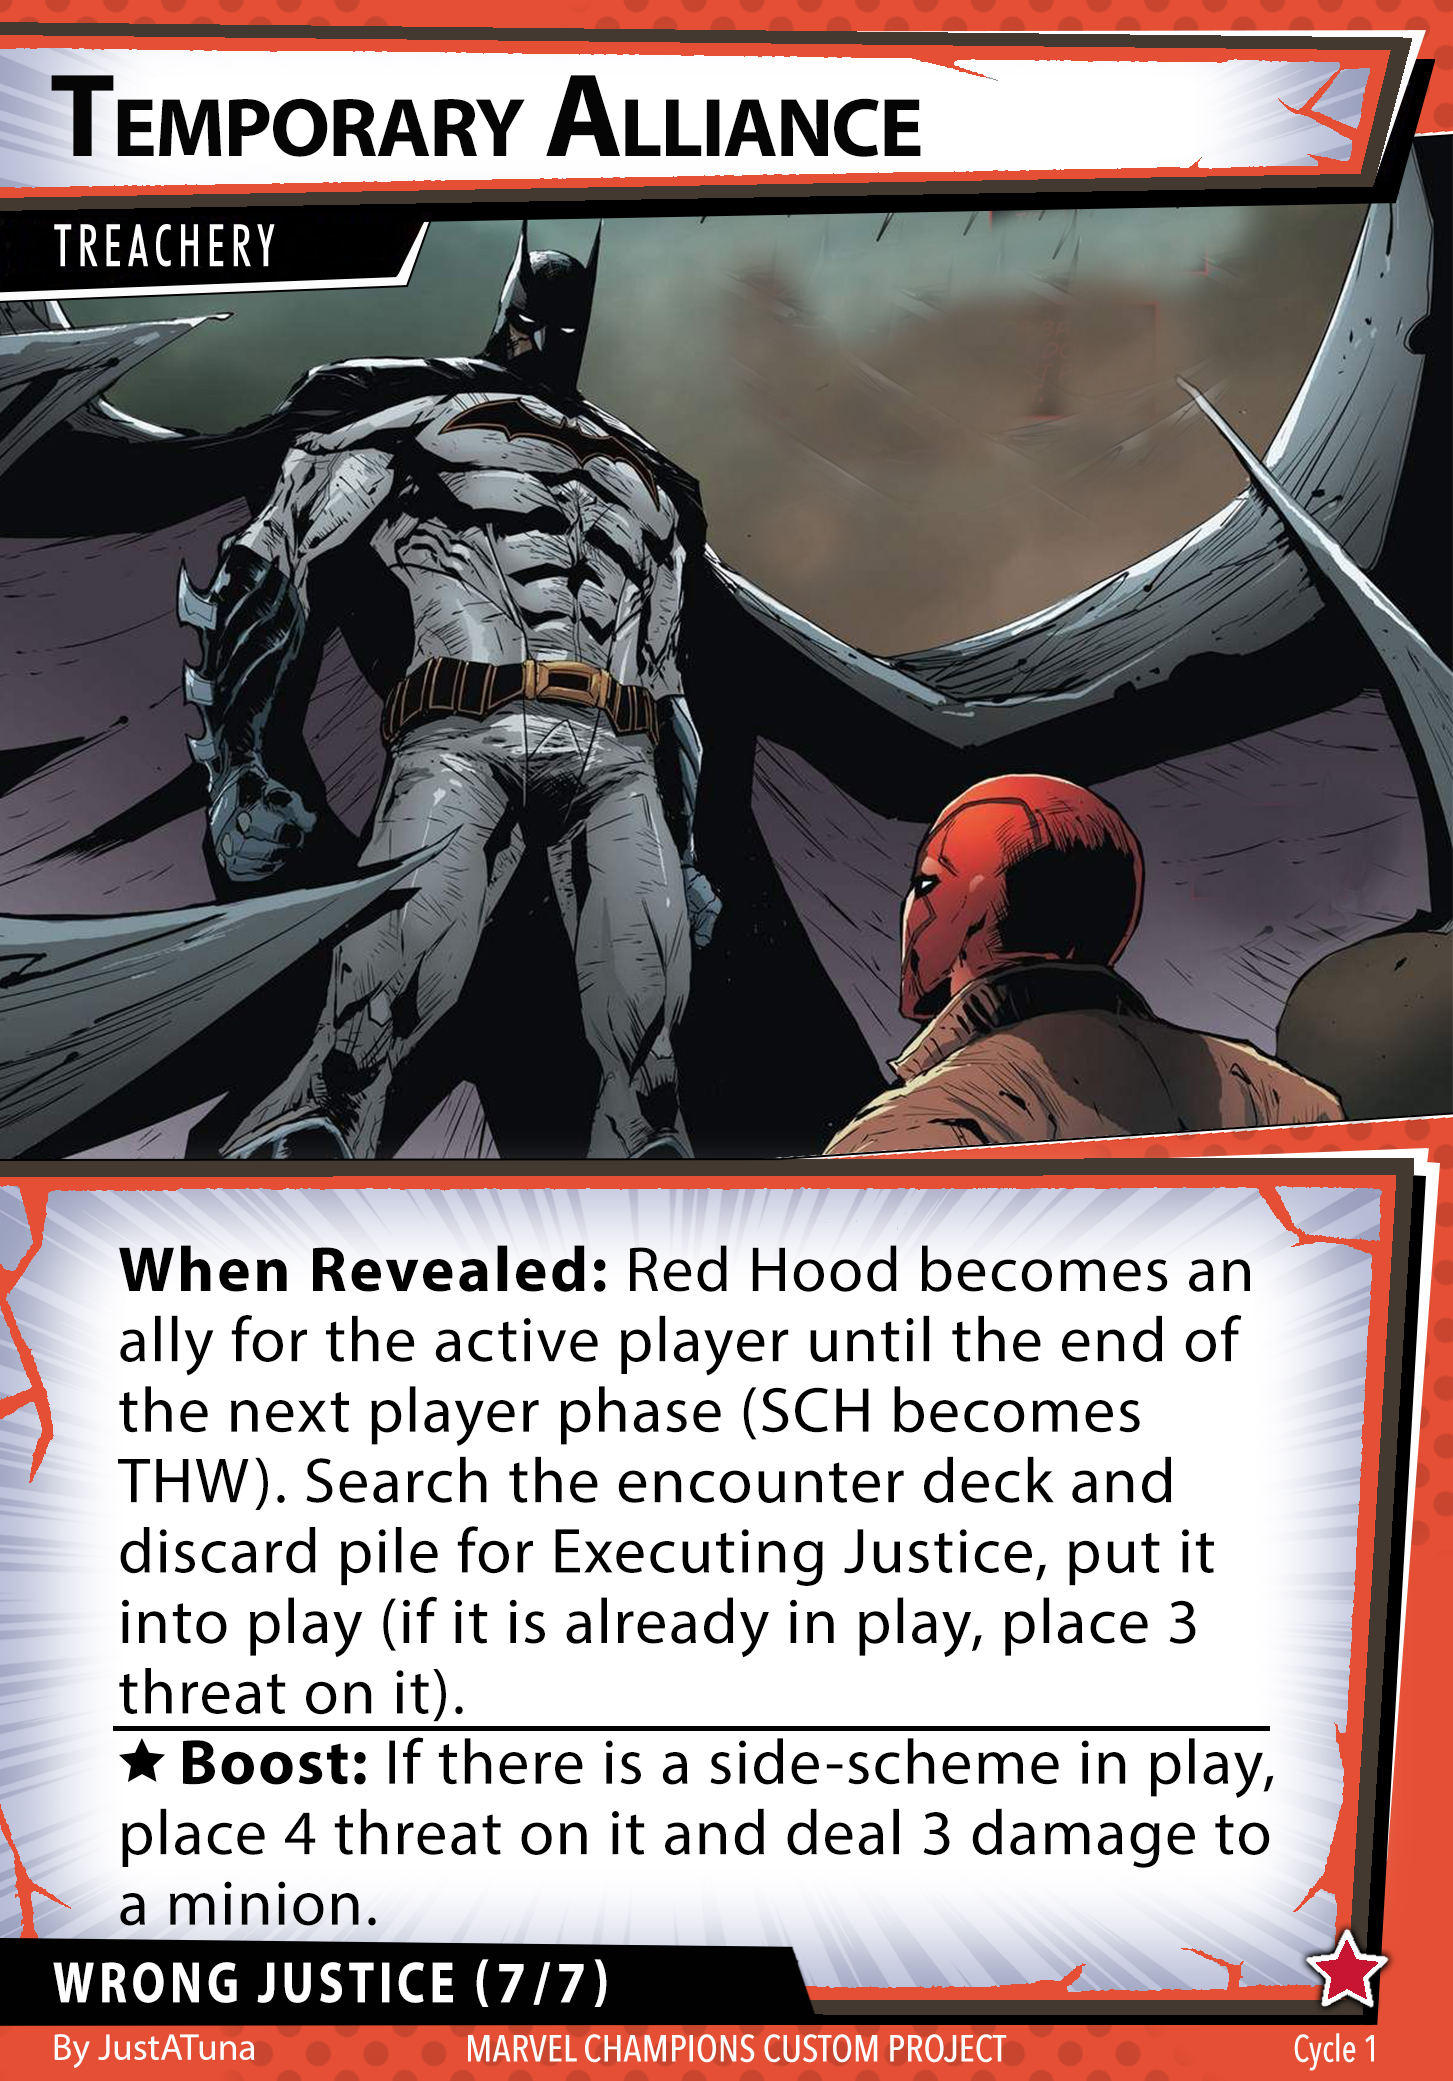 TEMPORARY ALLIANCE
TREACHERY
When Revealed: Red Hood becomes an
ally for the active player until the end of
the next player phase (SCH becomes
THW). Search the encounter deck and
discard pile for Executing Justice, put it
into play (if it is already in play, place 3
threat on it).
★ Boost: If there is a side-scheme in play,
place 4 threat on it and deal 3 damage to
a minion.
WRONG JUSTICE (7/7)
By JustATuna MARVEL CHAMPIONS CUSTOM PROJECT Cycle 1